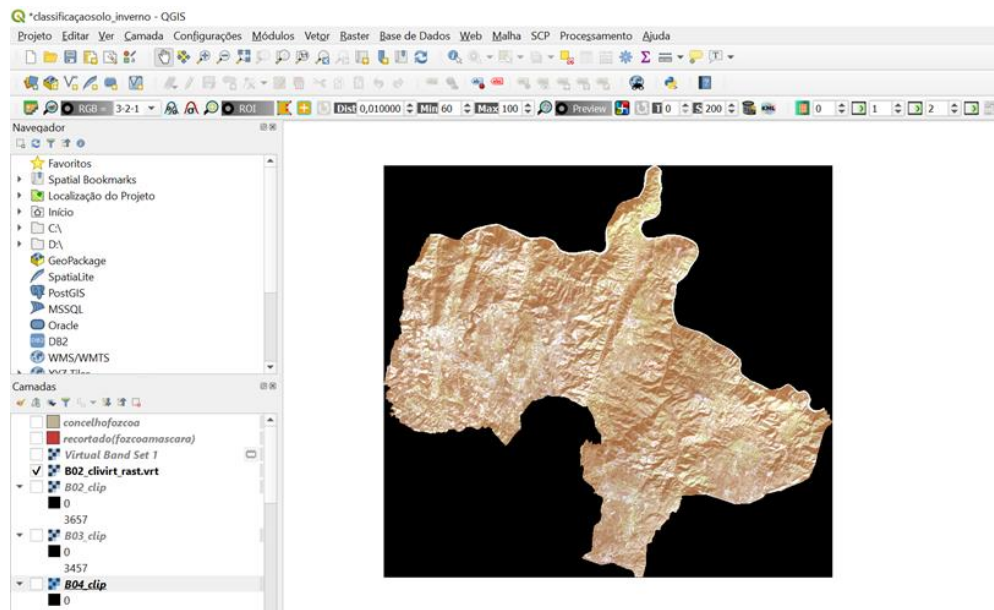 *classificaçaosolo_inverno - QGIS
Projeto Editar Ver Camada Configurações Módulos Vetor Raster Base de Dados Web Malha SCP Processamento Ajuda
RGB = 3-2-1 ROI Dist 0,010000 Min 60 Max 100 Preview T 0 S 200 KML 0 1 2
Navegador
Favoritos
Spatial Bookmarks
Localização do Projeto
Início
C:\
D:\
GeoPackage
SpatiaLite
PostGIS
MSSQL
Oracle
DB2
WMS/WMTS
XYZ Tiles
Camadas
concelhofozcoa
recortado(fozcoamascara)
Virtual Band Set 1
B02_clivirt_rast.vrt
B02_clip
0
3657
B03_clip
0
3457
B04_clip
0